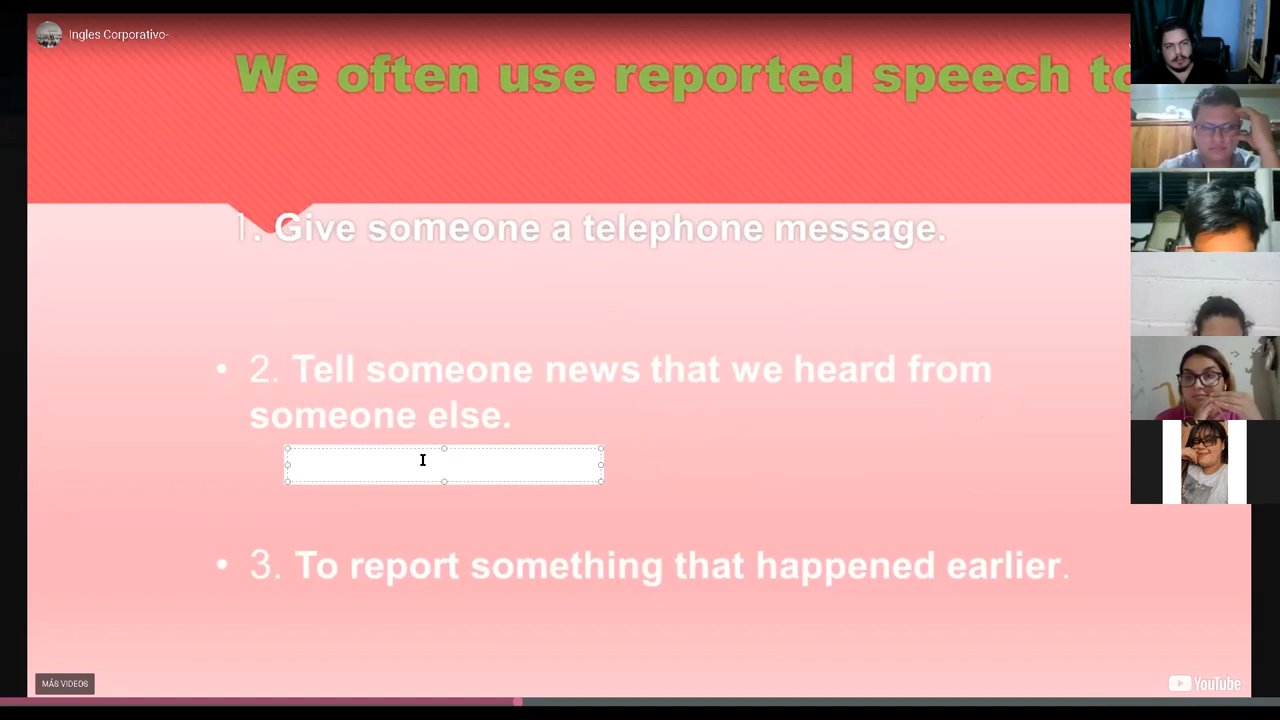 Ingles Corporativo-
We often use reported speech to
1. Give someone a telephone message.
• 2. Tell someone news that we heard from
someone else.
• 3. To report something that happened earlier.
MÁS VIDEOS
YouTube